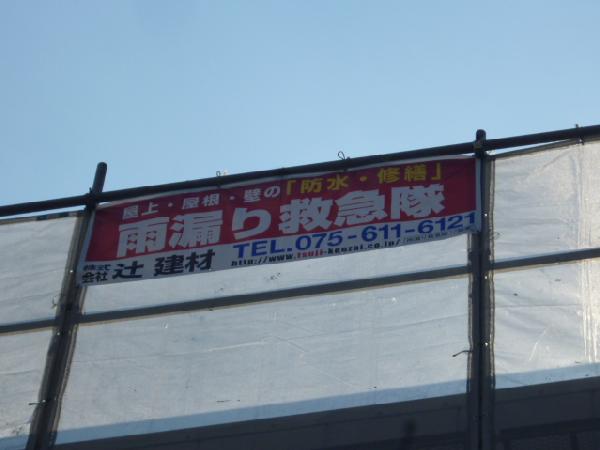 屋上・屋根・壁の「防水・修繕」
雨漏り救急隊
株式会社 辻 建材
TEL.075-611-6121
http://www.tsuji-kenzai.co.jp/